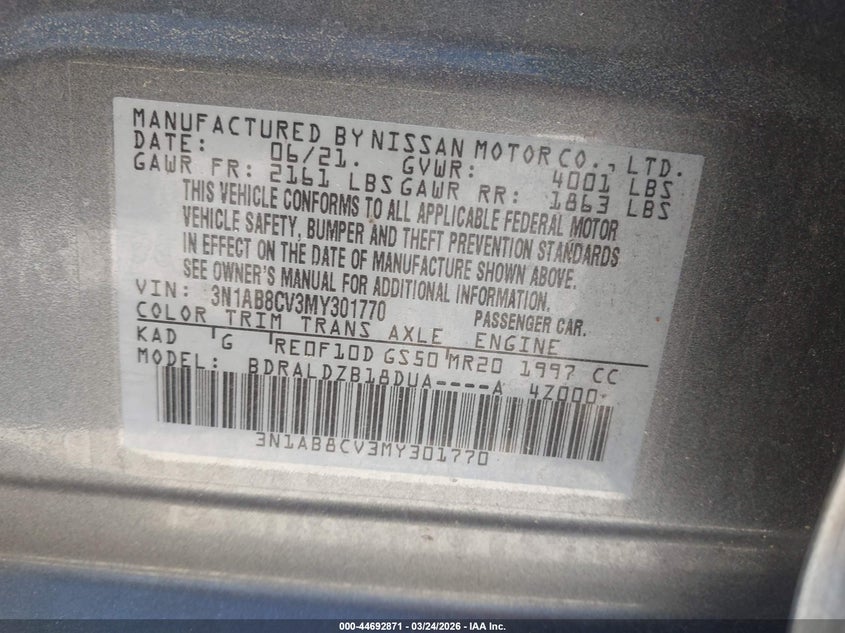 MANUFACTURED BY NISSAN MOTOR CO., LTD.
DATE: 06/21. GVWR: 4001 LBS
GAWR FR: 2161 LBS GAWR RR: 1863 LBS
THIS VEHICLE CONFORMS TO ALL APPLICABLE FEDERAL MOTOR
VEHICLE SAFETY, BUMPER AND THEFT PREVENTION STANDARDS
IN EFFECT ON THE DATE OF MANUFACTURE SHOWN ABOVE.
SEE OWNER'S MANUAL FOR ADDITIONAL INFORMATION.
VIN: 3N1AB8CV3MY301770 PASSENGER CAR.
COLOR TRIM TRANS AXLE ENGINE
KAD G RE0F10D GS50 MR20 1997 CC
MODEL: BDRALDZB18DUA----A 4Z000
3N1AB8CV3MY301770
000-44692871 | 03/24/2026 - IAA Inc.